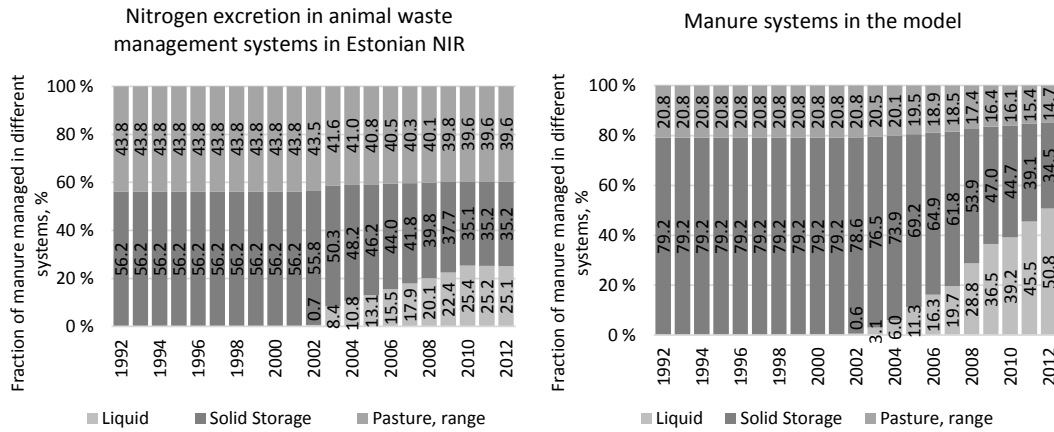 Nitrogen excretion in animal waste
management systems in Estonian NIR
Fraction of manure managed in different
systems, %
100 %
80 %
60 %
40 %
20 %
0 %
43.8 43.8 43.8 43.8 43.8 43.8 43.8 43.8 43.8 43.8 43.5 41.6 41.0 40.8 40.5 40.3 40.1 39.8 39.6 39.6 39.6
56.2 56.2 56.2 56.2 56.2 56.2 56.2 56.2 56.2 56.2 55.8 50.3 48.2 46.2 44.0 41.8 39.8 37.7 35.1 35.2 35.2
0.7 8.4 10.8 13.1 15.5 17.9 20.1 22.4 25.4 25.2 25.1
1992 1994 1996 1998 2000 2002 2004 2006 2008 2010 2012
Liquid Solid Storage Pasture, range
Manure systems in the model
Fraction of manure managed in different
systems, %
100 %
80 %
60 %
40 %
20 %
0 %
20.8 20.8 20.8 20.8 20.8 20.8 20.8 20.8 20.8 20.8 20.8 20.5 20.1 19.5 18.9 18.5 17.4 16.4 16.1 15.4 14.7
79.2 79.2 79.2 79.2 79.2 79.2 79.2 79.2 79.2 79.2 78.6 76.5 73.9 69.2 64.9 61.8 53.9 47.0 44.7 39.1 34.5
0.6 3.1 6.0 11.3 16.3 19.7 28.8 36.5 39.2 45.5 50.8
1992 1994 1996 1998 2000 2002 2004 2006 2008 2010 2012
Liquid Solid Storage Pasture, range